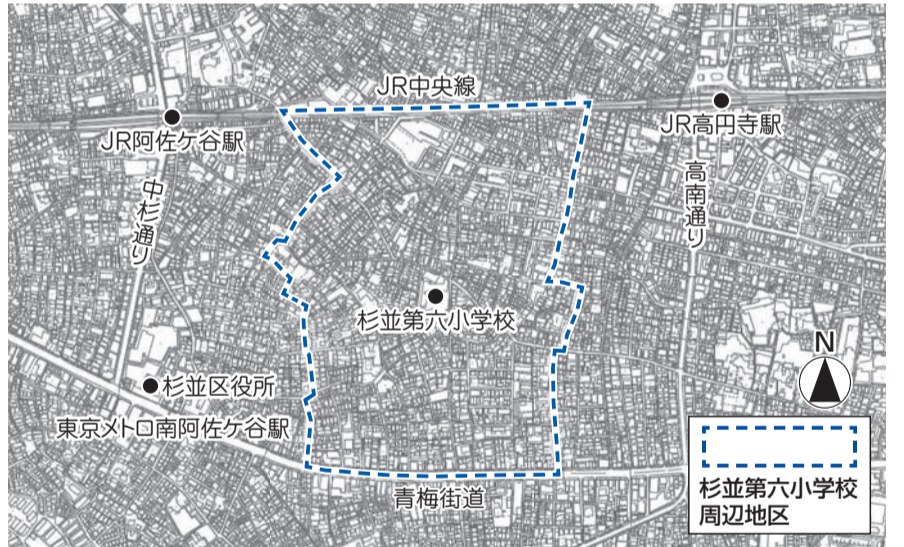 JR中央線
JR阿佐ケ谷駅
JR高円寺駅
中杉通り
高南通り
杉並第六小学校
杉並区役所
東京メトロ南阿佐ケ谷駅
青梅街道
N
杉並第六小学校
周辺地区